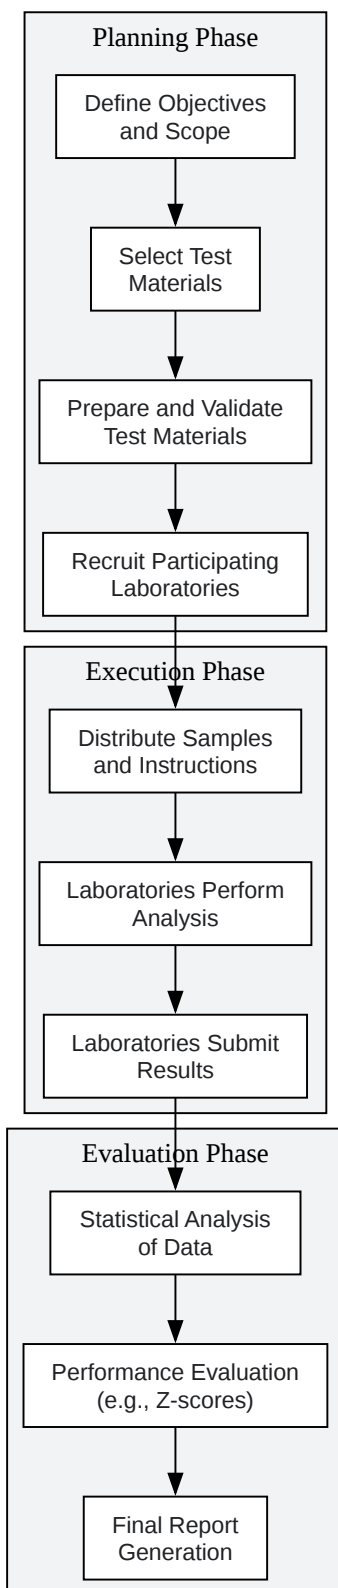 Planning Phase
Define Objectives
and Scope
Select Test
Materials
Prepare and Validate
Test Materials
Recruit Participating
Laboratories
Execution Phase
Distribute Samples
and Instructions
Laboratories Perform
Analysis
Laboratories Submit
Results
Evaluation Phase
Statistical Analysis
of Data
Performance Evaluation
(e.g., Z-scores)
Final Report
Generation